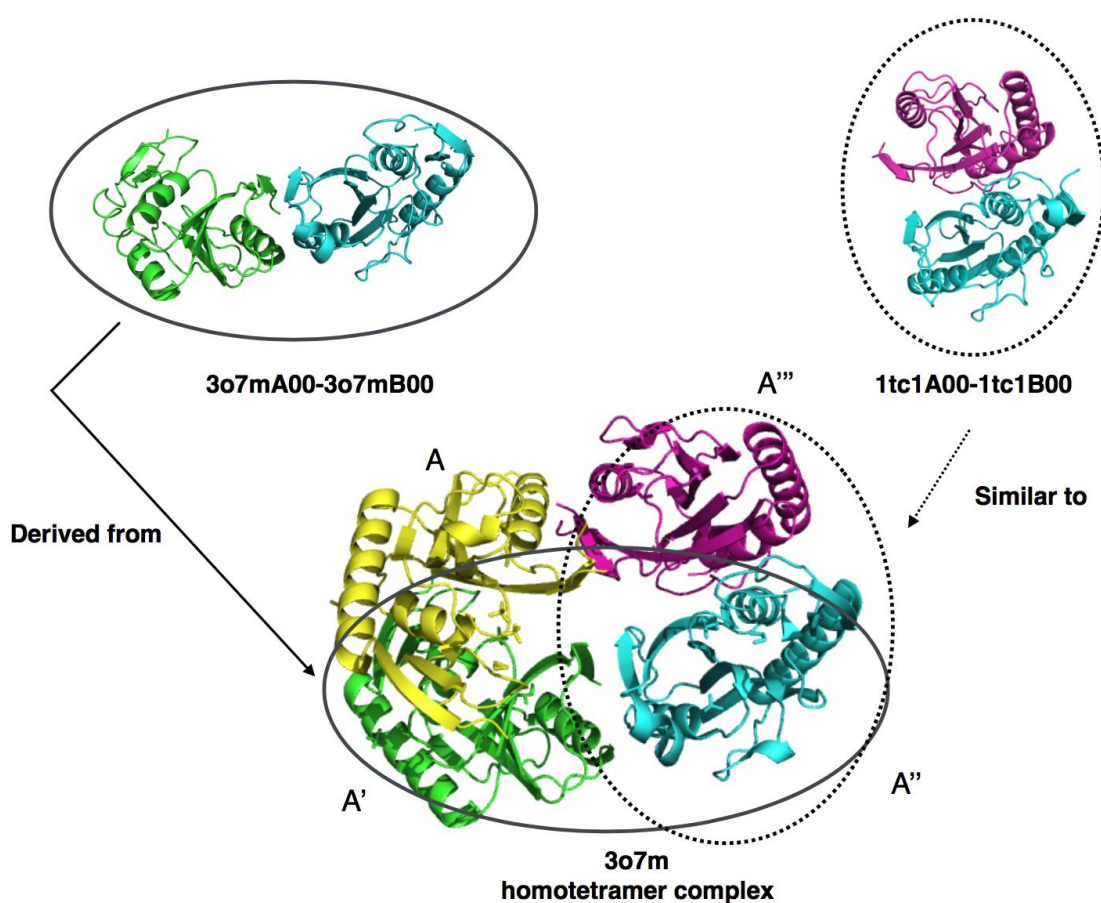 3o7mA00-3o7mB00
1tc1A00-1tc1B00
A'''
A
Derived from
Similar to
A'
A''
3o7m
homotetramer complex